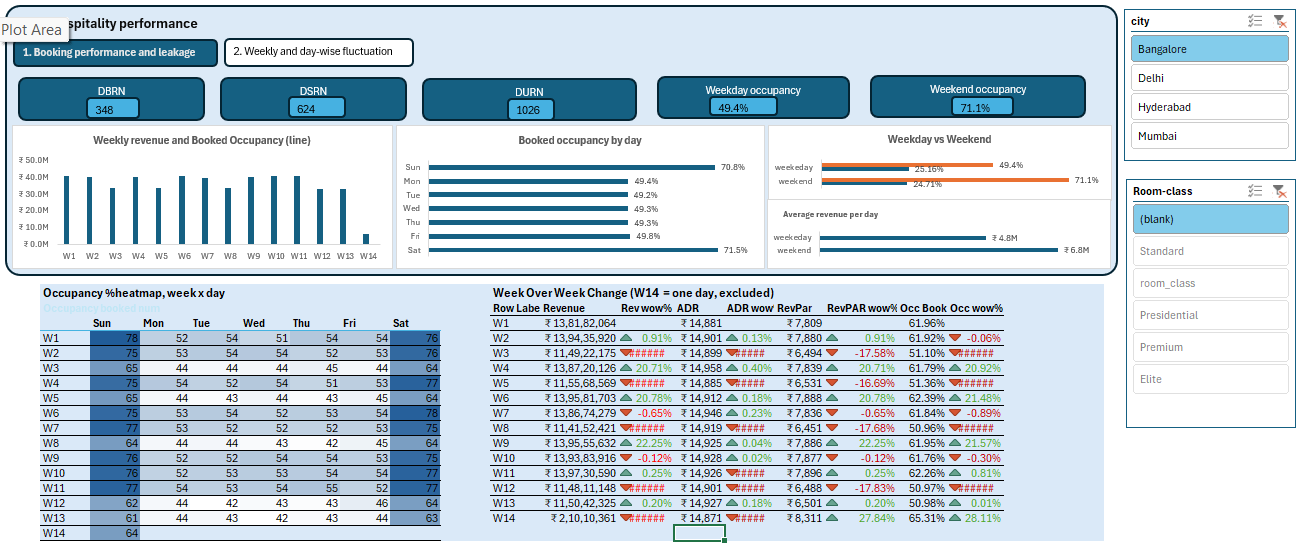 spitality performance
Plot Area
1. Booking performance and leakage
2. Weekly and day-wise fluctuation
DBRN
348
DSRN
624
DURN
1026
Weekday occupancy
49.4%
Weekend occupancy
71.1%
Weekly revenue and Booked Occupancy (line)
₹ 50.0M
₹ 40.0M
₹ 30.0M
₹ 20.0M
₹ 10.0M
₹ 0.0M
W1 W2 W3 W4 W5 W6 W7 W8 W9 W10 W11 W12 W13 W14
Booked occupancy by day
Sun 70.8%
Mon 49.4%
Tue 49.2%
Wed 49.3%
Thu 49.3%
Fri 49.8%
Sat 71.5%
Weekday vs Weekend
weekeday 49.4%
25.16%
weekend 71.1%
24.71%
Average revenue per day
weekeday ₹ 4.8M
weekend ₹ 6.8M
city
Bangalore
Delhi
Hyderabad
Mumbai
Room-class
(blank)
Standard
room_class
Presidential
Premium
Elite
Occupancy %heatmap, week x day
Sun Mon Tue Wed Thu Fri Sat
W1 78 52 54 51 54 54 76
W2 75 53 54 54 52 53 76
W3 65 44 44 44 45 44 64
W4 75 54 52 54 51 53 77
W5 65 44 43 44 43 45 64
W6 75 53 54 52 53 54 78
W7 77 53 52 52 52 53 75
W8 64 44 44 43 42 45 64
W9 76 52 52 54 54 53 75
W10 76 52 53 53 54 54 77
W11 77 54 53 54 55 52 77
W12 62 44 42 43 43 46 64
W13 61 44 43 42 43 44 63
W14 64
Week Over Week Change (W14 = one day, excluded)
Row Labe Revenue Rev wow% ADR ADR wow RevPar RevPAR wow% Occ Book Occ wow%
W1 ₹ 13,81,82,064 ₹ 14,881 ₹ 7,809 61.96%
W2 ₹ 13,94,35,920 0.91% ₹ 14,901 0.13% ₹ 7,880 0.91% 61.92% -0.06%
W3 ₹ 11,49,22,175 ###### ₹ 14,899 ##### ₹ 6,494 -17.58% 51.10% ######
W4 ₹ 13,87,20,126 20.71% ₹ 14,958 0.40% ₹ 7,839 20.71% 61.79% 20.92%
W5 ₹ 11,55,68,569 ###### ₹ 14,885 ##### ₹ 6,531 -16.69% 51.36% ######
W6 ₹ 13,95,81,703 20.78% ₹ 14,912 0.18% ₹ 7,888 20.78% 62.39% 21.48%
W7 ₹ 13,86,74,279 -0.65% ₹ 14,946 0.23% ₹ 7,836 -0.65% 61.84% -0.89%
W8 ₹ 11,41,52,421 ###### ₹ 14,919 ##### ₹ 6,451 -17.68% 50.96% ######
W9 ₹ 13,95,55,632 22.25% ₹ 14,925 0.04% ₹ 7,886 22.25% 61.95% 21.57%
W10 ₹ 13,93,83,916 -0.12% ₹ 14,928 0.02% ₹ 7,877 -0.12% 61.76% -0.30%
W11 ₹ 13,97,30,590 0.25% ₹ 14,926 ##### ₹ 7,896 0.25% 62.26% 0.81%
W12 ₹ 11,48,11,148 ###### ₹ 14,901 ##### ₹ 6,488 -17.83% 50.97% ######
W13 ₹ 11,50,42,325 0.20% ₹ 14,927 0.18% ₹ 6,501 0.20% 50.98% 0.01%
W14 ₹ 2,10,10,361 ###### ₹ 14,871 ##### ₹ 8,311 27.84% 65.31% 28.11%